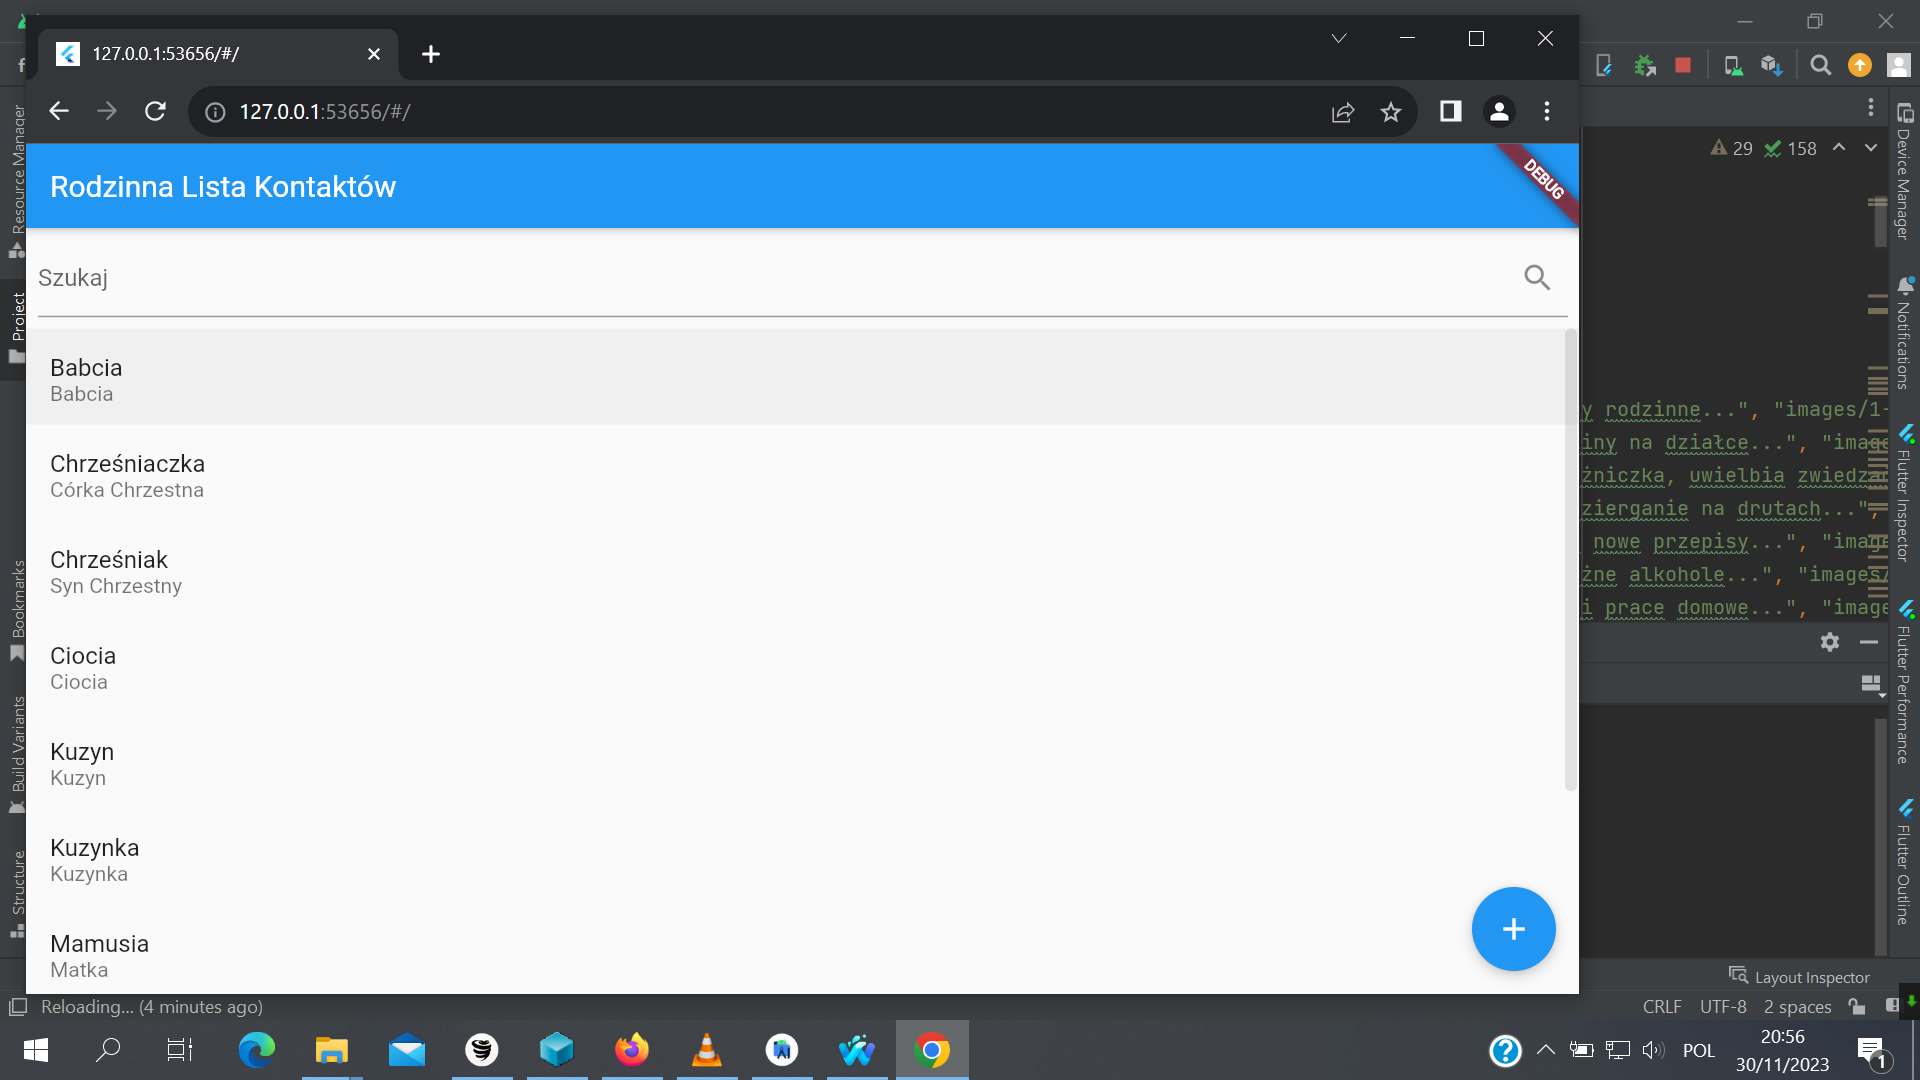 127.0.0.1:53656/#/
127.0.0.1:53656/#/
Rodzinna Lista Kontaktów
DEBUG
Szukaj
Babcia
Babcia
Chrześniaczka
Córka Chrzestna
Chrześniak
Syn Chrzestny
Ciocia
Ciocia
Kuzyn
Kuzyn
Kuzynka
Kuzynka
Mamusia
Matka
Resource Manager
Project
Bookmarks
Build Variants
Structure
29
158
y rodzinne...", "images/1-
iny na działce...", "image
żniczka, uwielbia zwiedzać
zierganie na drutach...",
nowe przepisy...", "image
żne alkohole...", "images/
i prace domowe...", "image
Device Manager
Notifications
Flutter Inspector
Flutter Performance
Flutter Outline
Layout Inspector
Reloading... (4 minutes ago)
CRLF UTF-8 2 spaces
POL
20:56
30/11/2023
1